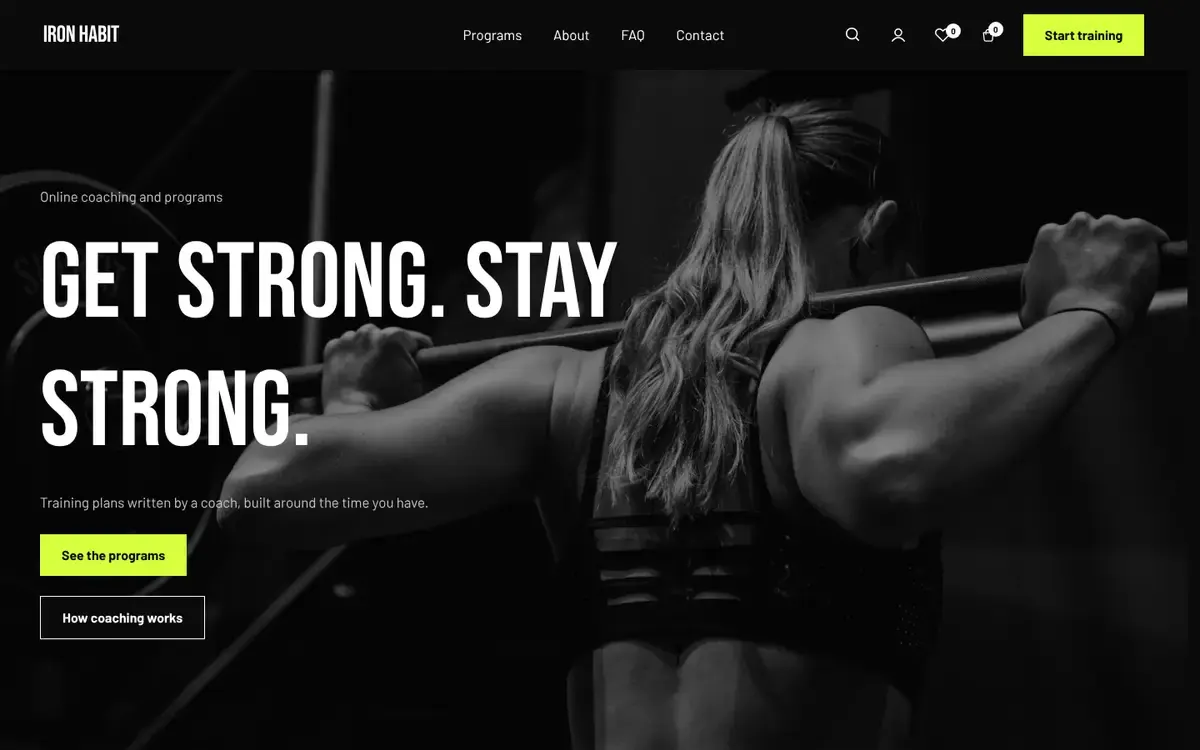 IRON HABIT
Programs About FAQ Contact
0
0
Start training
Online coaching and programs
GET STRONG. STAY
STRONG.
Training plans written by a coach, built around the time you have.
See the programs
How coaching works